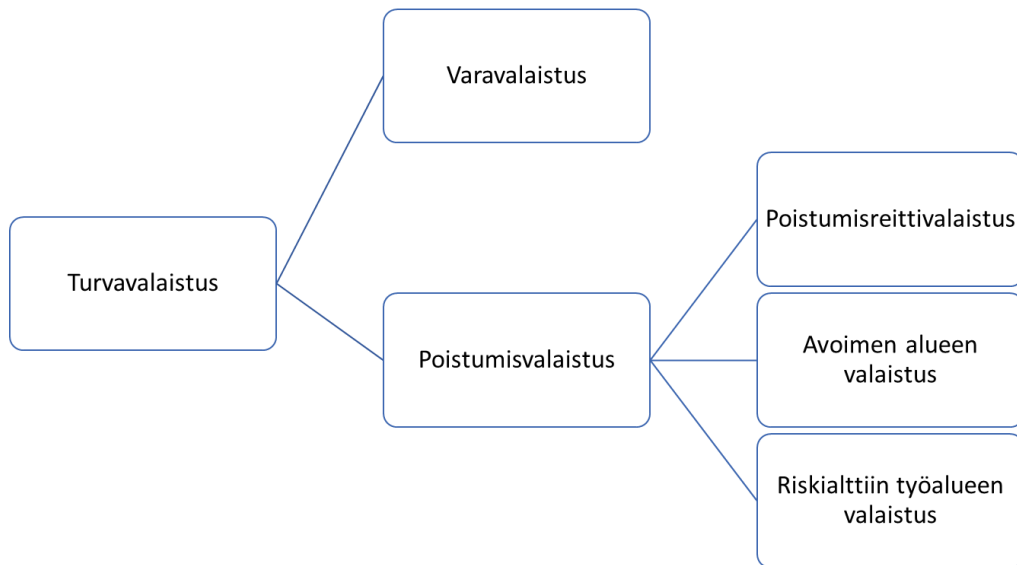 Varavalaistus
Turvavalaistus
Poistumisvalaistus
Poistumisreittivalaistus
Avoimen alueen
valaistus
Riskialttiin työalueen
valaistus